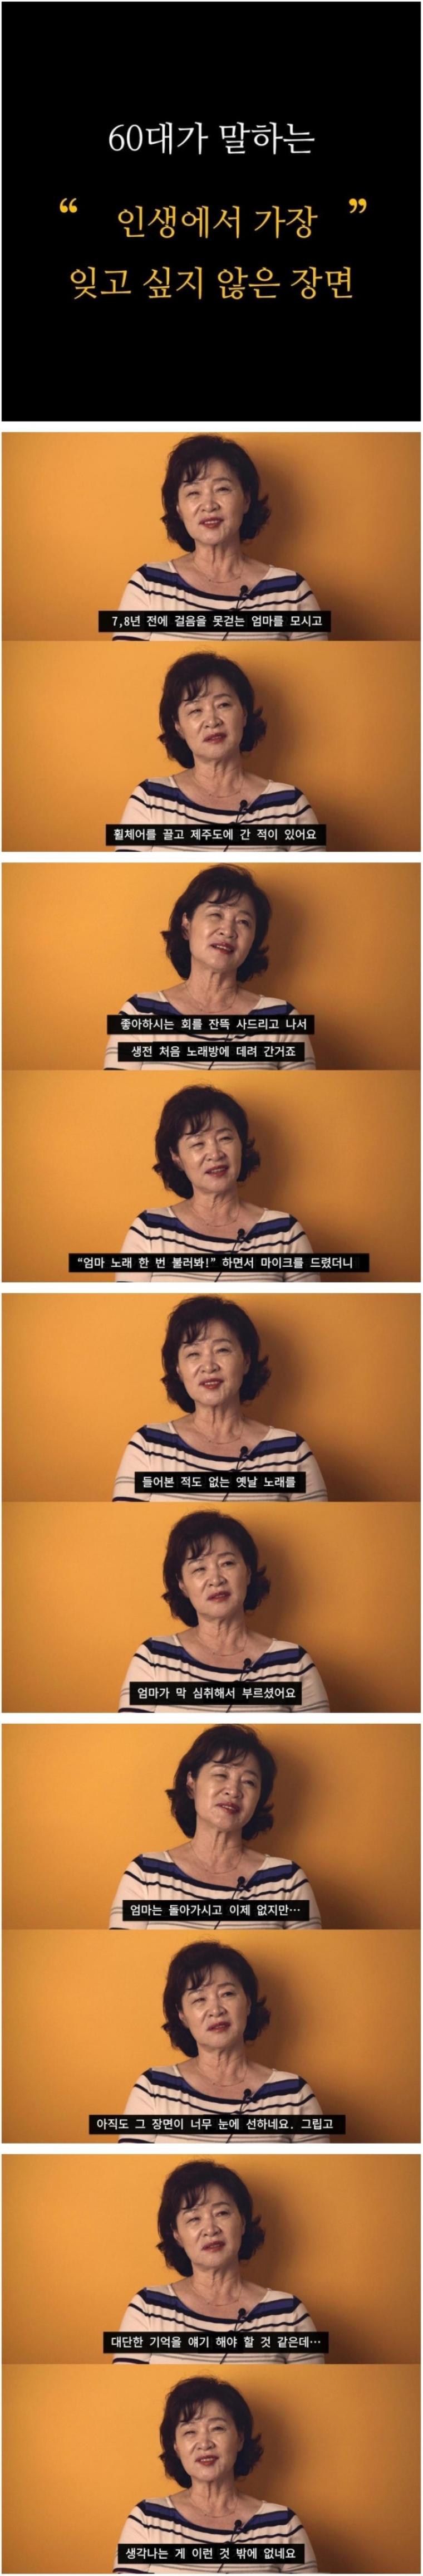 60대가 말하는
“ 인생에서 가장 ”
잊고 싶지 않은 장면
7,8년 전에 걸음을 못걷는 엄마를 모시고
휠체어를 끌고 제주도에 간 적이 있어요
좋아하시는 회를 잔뜩 사드리고 나서
생전 처음 노래방에 데려 간거죠
“엄마 노래 한 번 불러봐!” 하면서 마이크를 드렸더니
들어본 적도 없는 옛날 노래를
엄마가 막 심취해서 부르셨어요
엄마는 돌아가시고 이제 없지만…
아직도 그 장면이 너무 눈에 선하네요. 그립고
대단한 기억을 얘기 해야 할 것 같은데…
생각나는 게 이런 것 밖에 없네요